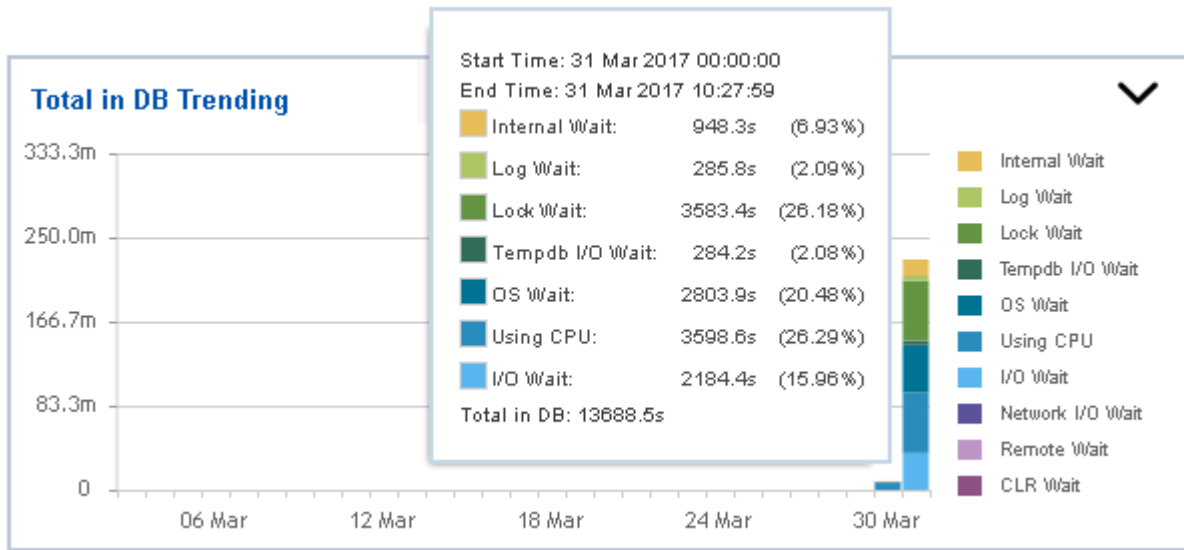 Total in DB Trending
Start Time: 31 Mar 2017 00:00:00
End Time: 31 Mar 2017 10:27:59
Internal Wait: 948.3s (6.93%)
Log Wait: 285.8s (2.09%)
Lock Wait: 3583.4s (26.18%)
Tempdb I/O Wait: 284.2s (2.08%)
OS Wait: 2803.9s (20.48%)
Using CPU: 3598.6s (26.29%)
I/O Wait: 2184.4s (15.96%)
Total in DB: 13688.5s
333.3m
250.0m
166.7m
83.3m
0
06 Mar
12 Mar
18 Mar
24 Mar
30 Mar
Internal Wait
Log Wait
Lock Wait
Tempdb I/O Wait
OS Wait
Using CPU
I/O Wait
Network I/O Wait
Remote Wait
CLR Wait